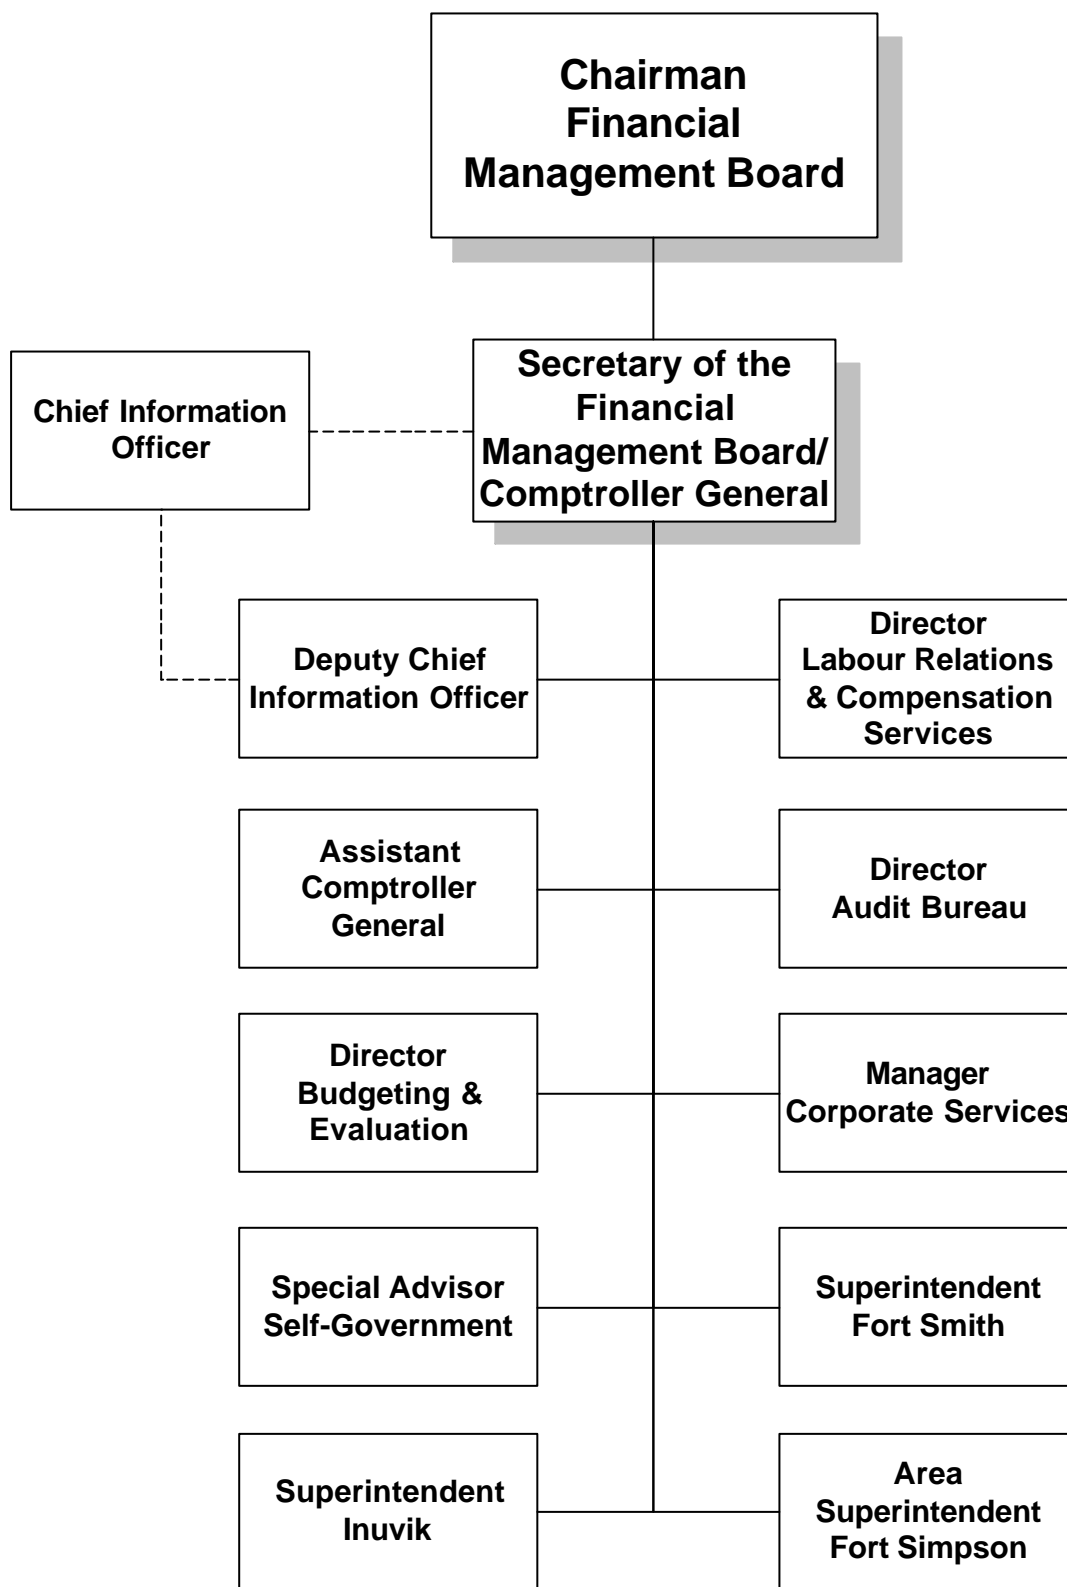 Chairman
Financial
Management Board
Secretary of the
Financial
Management Board/
Comptroller General
Chief Information
Officer
Deputy Chief
Information Officer
Director
Labour Relations
& Compensation
Services
Assistant
Comptroller
General
Director
Audit Bureau
Director
Budgeting &
Evaluation
Manager
Corporate Services
Special Advisor
Self-Government
Superintendent
Fort Smith
Superintendent
Inuvik
Area
Superintendent
Fort Simpson